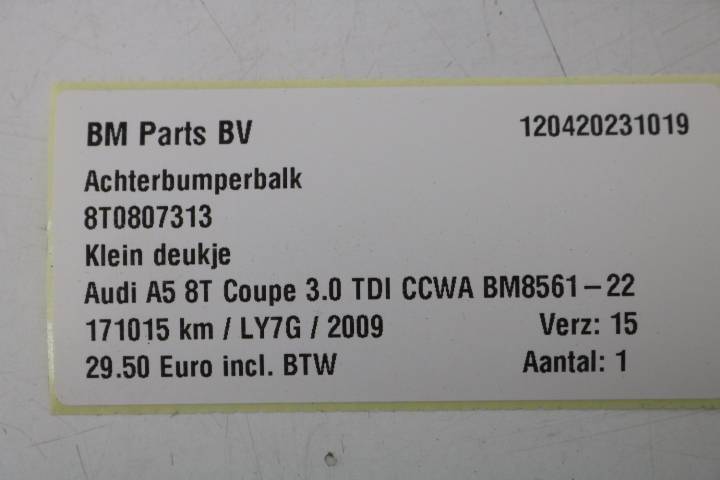 BM Parts BV 120420231019
Achterbumperbalk
8T0807313
Klein deukje
Audi A5 8T Coupe 3.0 TDI CCWA BM8561-22
171015 km / LY7G / 2009 Verz: 15
29.50 Euro incl. BTW Aantal: 1